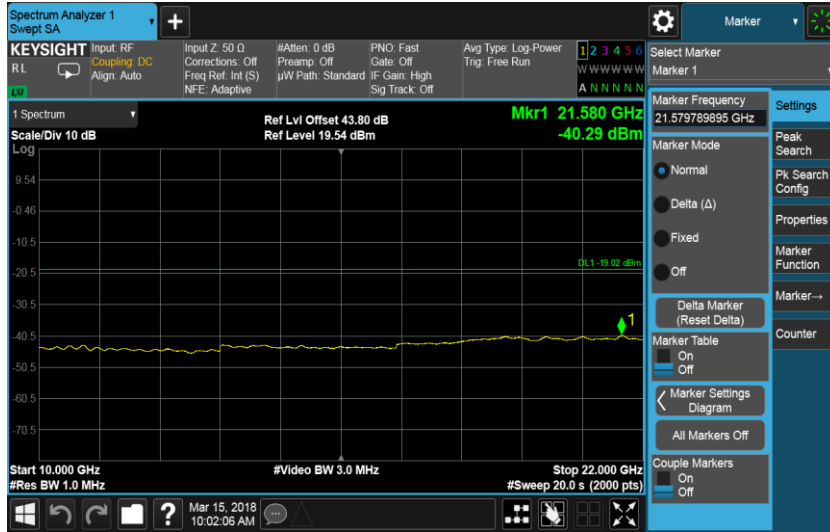 Spectrum Analyzer 1
Swept SA
Marker
KEYSIGHT
RL
LXI
Input: RF
Coupling: DC
Align: Auto
Input Z: 50 Ω
Corrections: Off
Freq Ref: Int (S)
NFE: Adaptive
#Atten: 0 dB
Preamp: Off
µW Path: Standard
PNO: Fast
Gate: Off
IF Gain: High
Sig Track: Off
Avg Type: Log-Power
Trig: Free Run
1 2 3 4 5 6
W W W W W W
A N N N N N
Select Marker
Marker 1
1 Spectrum
Scale/Div 10 dB
Log
Ref Lvl Offset 43.80 dB
Ref Level 19.54 dBm
Mkr1 21.580 GHz
-40.29 dBm
9.54
-0.46
-10.5
-20.5
-30.5
-40.5
-50.5
-60.5
-70.5
DL1 -19.02 dBm
1
Start 10.000 GHz
#Res BW 1.0 MHz
#Video BW 3.0 MHz
Stop 22.000 GHz
#Sweep 20.0 s (2000 pts)
Marker Frequency
21.579789895 GHz
Marker Mode
Normal
Delta (Δ)
Fixed
Off
Delta Marker
(Reset Delta)
Marker Table
On
Off
Marker Settings
Diagram
All Markers Off
Couple Markers
On
Off
Settings
Peak
Search
Pk Search
Config
Properties
Marker
Function
Marker→
Counter
?
Mar 15, 2018
10:02:06 AM